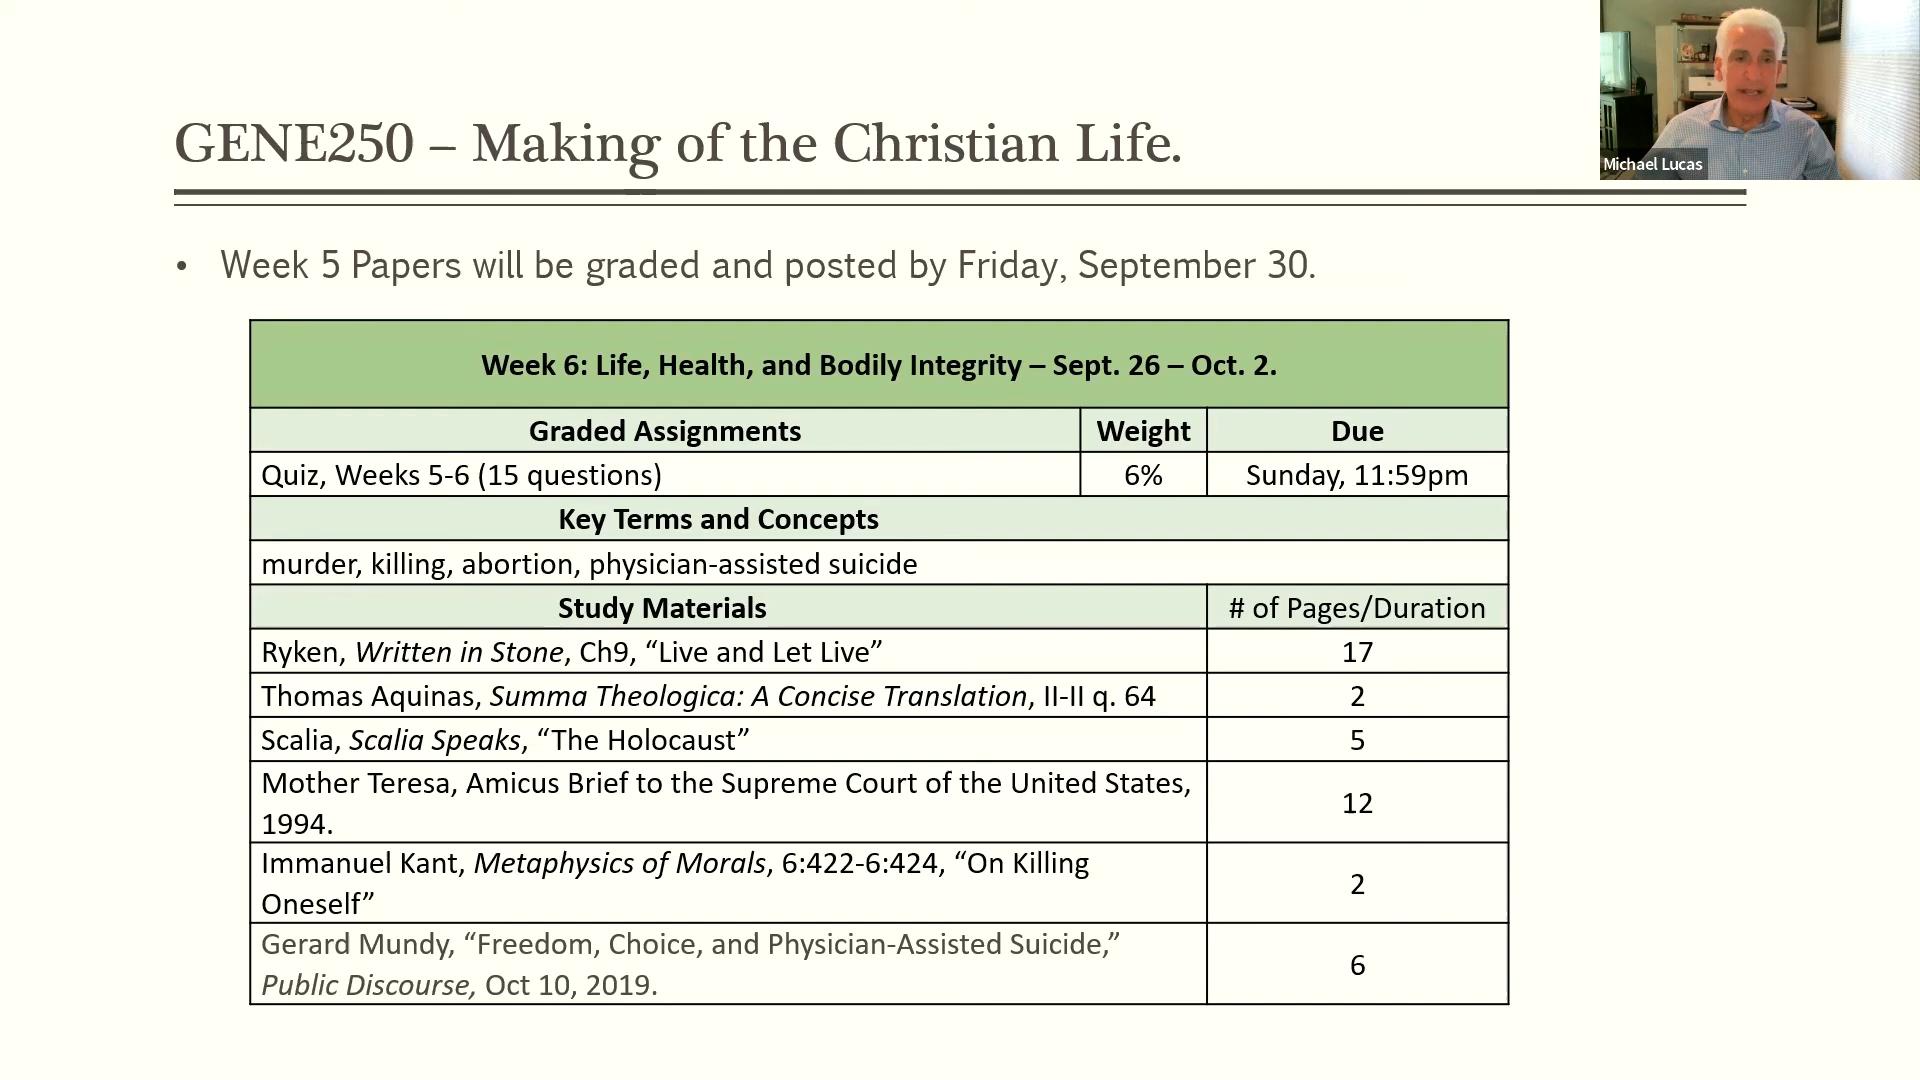 GENE250 – Making of the Christian Life.
Michael Lucas
• Week 5 Papers will be graded and posted by Friday, September 30.
Week 6: Life, Health, and Bodily Integrity – Sept. 26 – Oct. 2.
Graded Assignments Weight Due
Quiz, Weeks 5-6 (15 questions) 6% Sunday, 11:59pm
Key Terms and Concepts
murder, killing, abortion, physician-assisted suicide
Study Materials # of Pages/Duration
Ryken, Written in Stone, Ch9, “Live and Let Live” 17
Thomas Aquinas, Summa Theologica: A Concise Translation, II-II q. 64 2
Scalia, Scalia Speaks, “The Holocaust” 5
Mother Teresa, Amicus Brief to the Supreme Court of the United States,
1994. 12
Immanuel Kant, Metaphysics of Morals, 6:422-6:424, “On Killing
Oneself” 2
Gerard Mundy, “Freedom, Choice, and Physician-Assisted Suicide,”
Public Discourse, Oct 10, 2019. 6